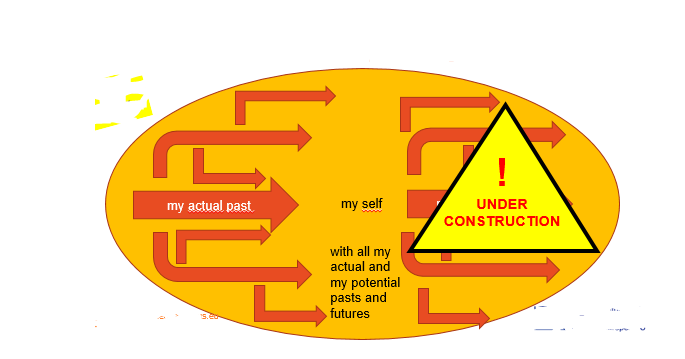 my actual past
my self
with all my
actual and
my potential
pasts and
futures
!
UNDER
CONSTRUCTION